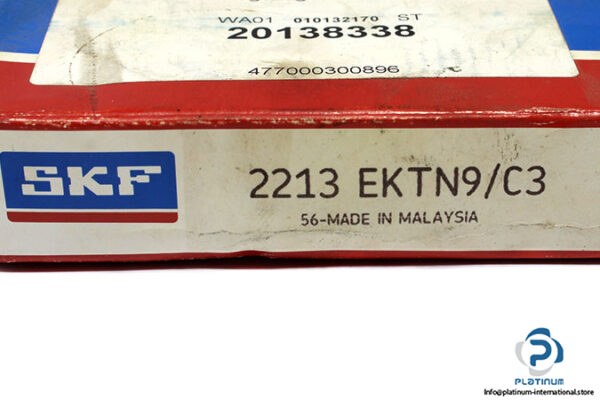 WA01 010132170 ST
20138338
477000300896
SKF
2213 EKTN9/C3
56-MADE IN MALAYSIA
PLATINUM
Info@platinum-international.store